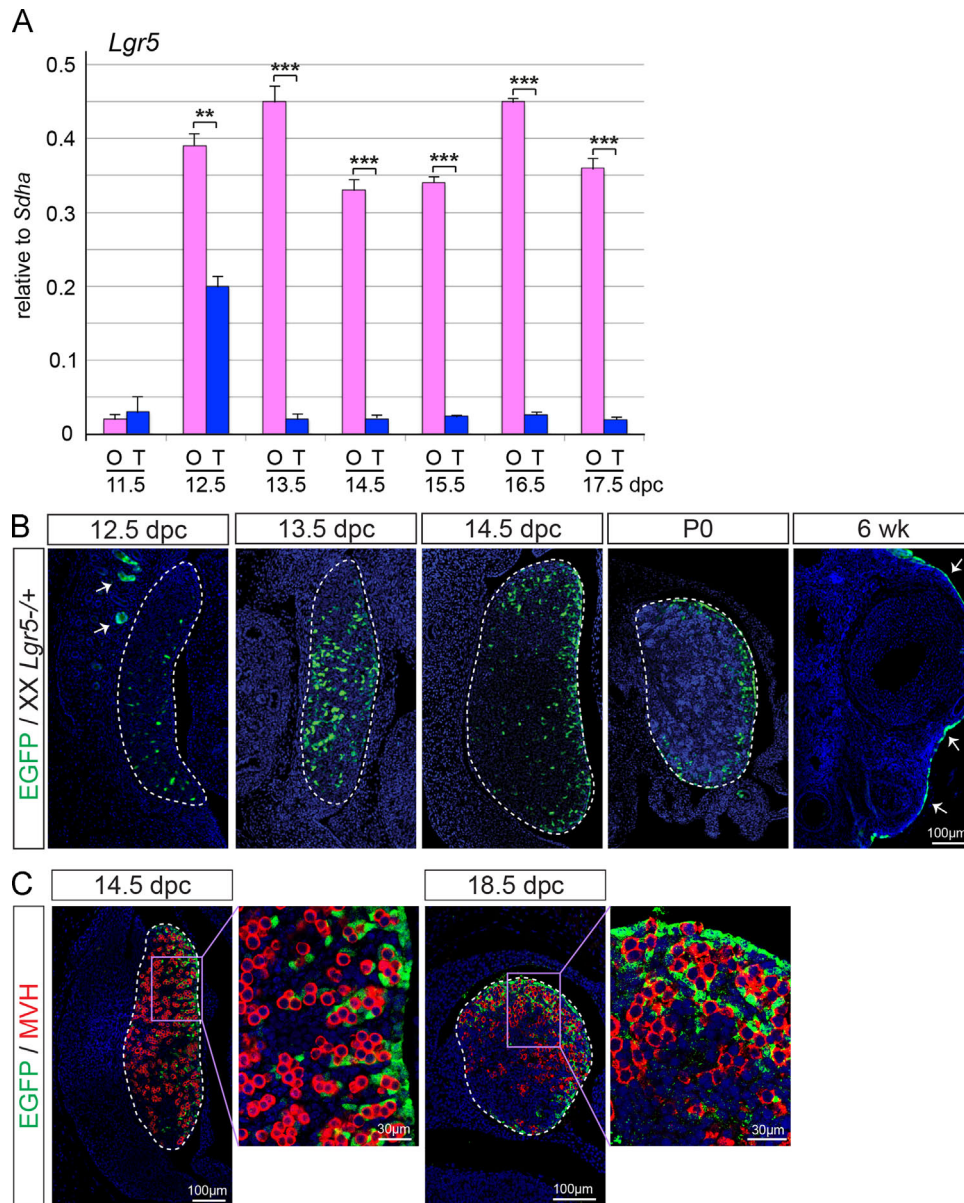 A
Lgr5
0.5
0.4
0.3
0.2
0.1
0
relative to Sdha
** *** *** *** *** ***
O T O T O T O T O T O T O T
11.5 12.5 13.5 14.5 15.5 16.5 17.5 dpc
B
12.5 dpc 13.5 dpc 14.5 dpc P0 6 wk
EGFP / XX Lgr5-/+
100µm
C
14.5 dpc 18.5 dpc
EGFP / MVH
100µm 30µm 100µm 30µm